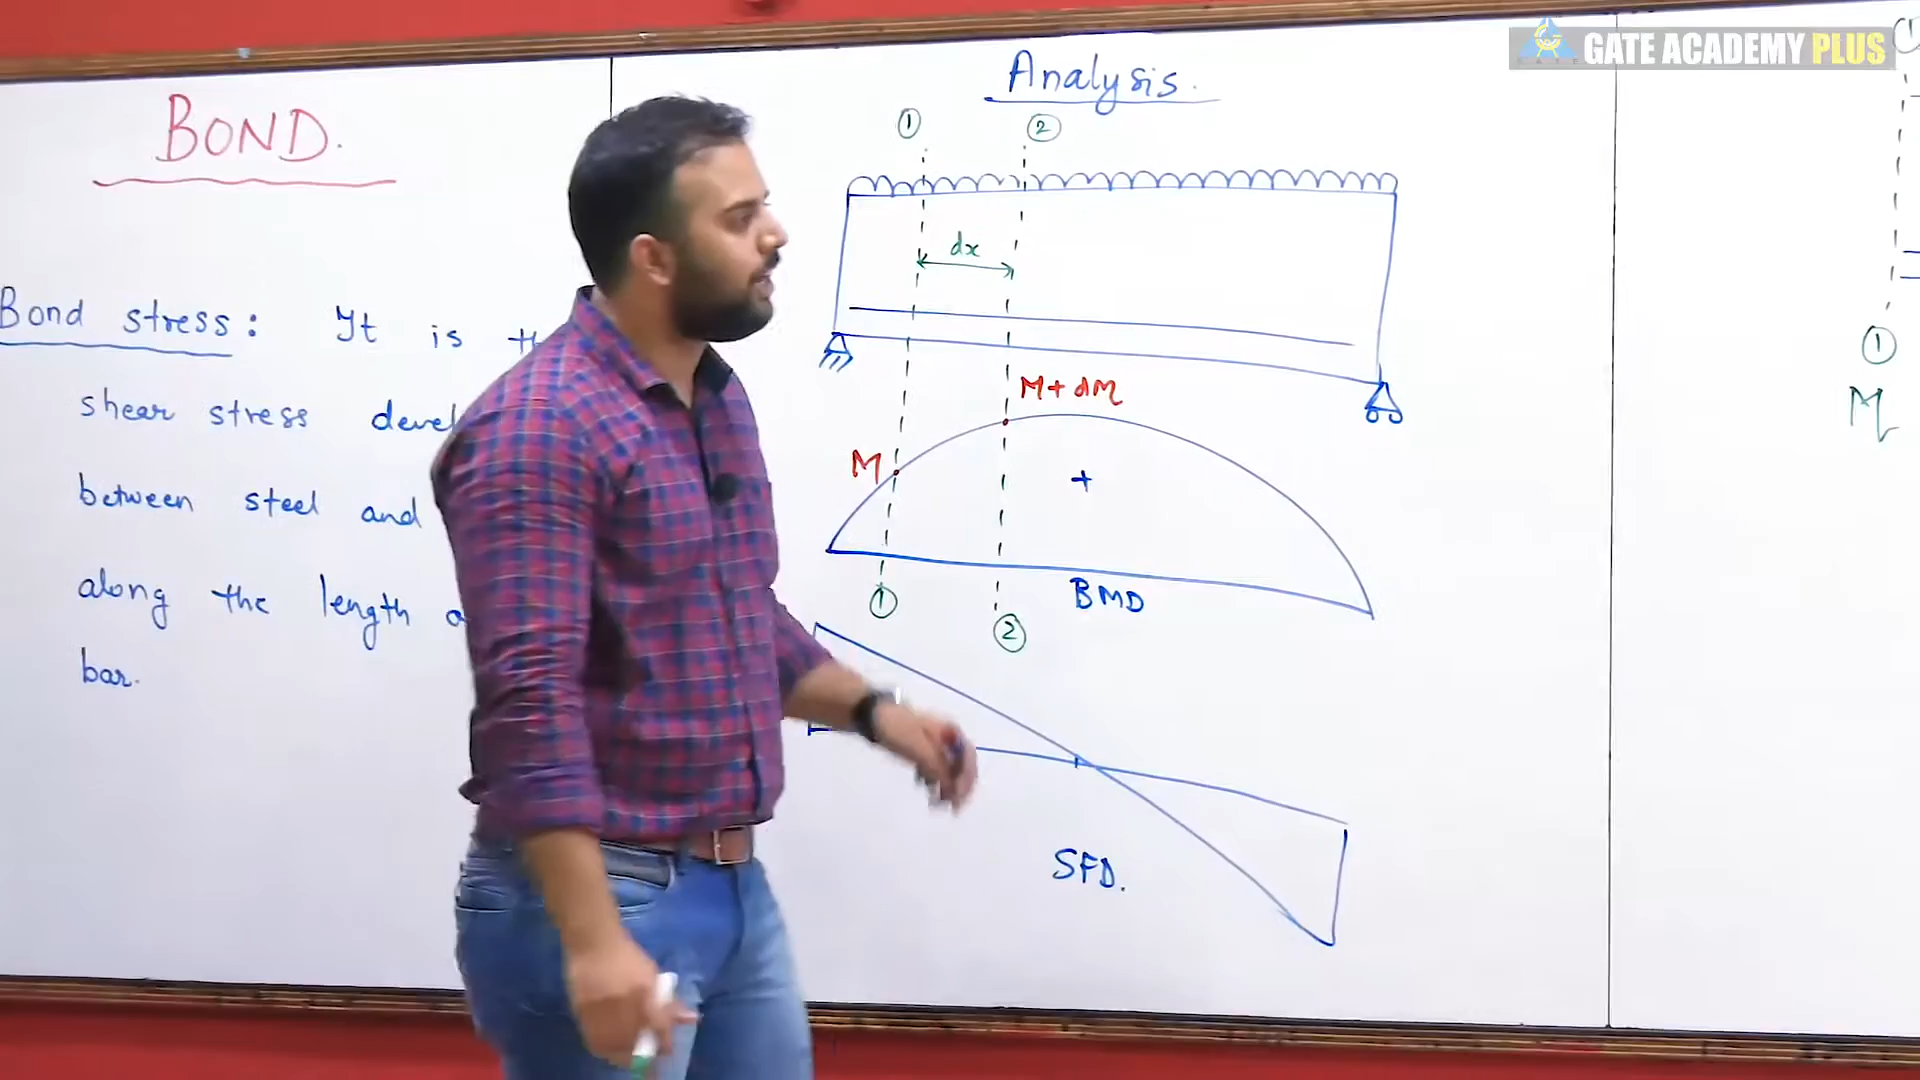 GATE ACADEMY PLUS
BOND.
Bond stress: It is
shear stress
between steel and
along the length
bar.
Analysis.
1 2
dx
M+dM
M
+
BMD
1
2
SFD.
1
M